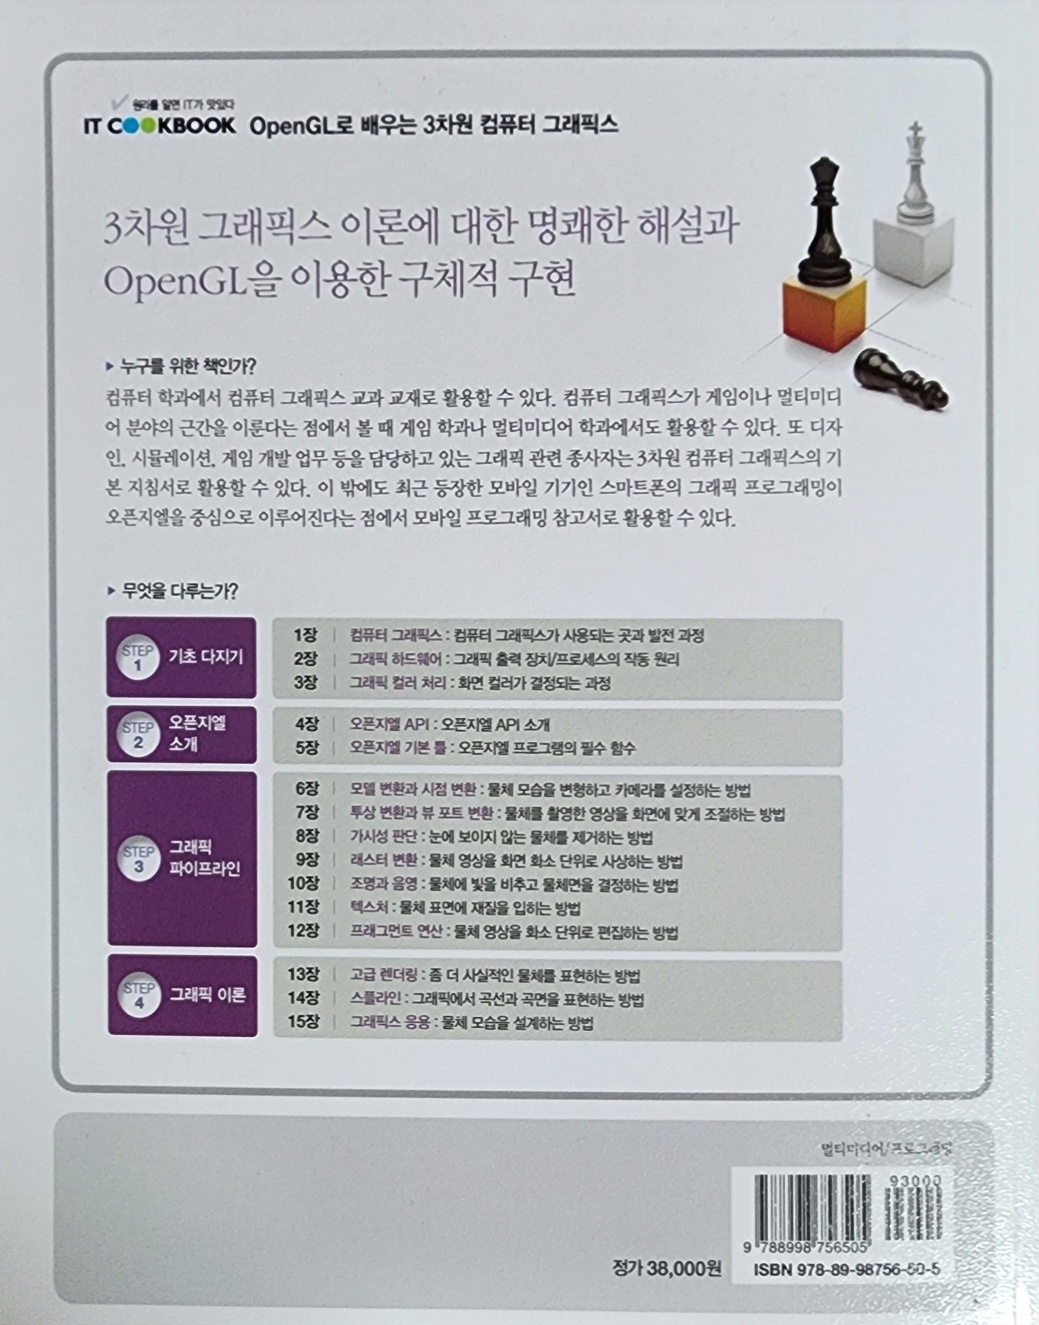 원리를 알면 IT가 맛있다
IT COOKBOOK OpenGL로 배우는 3차원 컴퓨터 그래픽스
3차원 그래픽스 이론에 대한 명쾌한 해설과
OpenGL을 이용한 구체적 구현
▶ 누구를 위한 책인가?
컴퓨터 학과에서 컴퓨터 그래픽스 교과 교재로 활용할 수 있다. 컴퓨터 그래픽스가 게임이나 멀티미디
어 분야의 근간을 이룬다는 점에서 볼 때 게임 학과나 멀티미디어 학과에서도 활용할 수 있다. 또 디자
인, 시뮬레이션, 게임 개발 업무 등을 담당하고 있는 그래픽 관련 종사자는 3차원 컴퓨터 그래픽스의 기
본 지침서로 활용할 수 있다. 이 밖에도 최근 등장한 모바일 기기인 스마트폰의 그래픽 프로그래밍이
오픈지엘을 중심으로 이루어진다는 점에서 모바일 프로그래밍 참고서로 활용할 수 있다.
▶ 무엇을 다루는가?
STEP 1 기초 다지기
1장 | 컴퓨터 그래픽스 : 컴퓨터 그래픽스가 사용되는 곳과 발전 과정
2장 | 그래픽 하드웨어 : 그래픽 출력 장치/프로세스의 작동 원리
3장 | 그래픽 컬러 처리 : 화면 컬러가 결정되는 과정
STEP 2 오픈지엘
소개
4장 | 오픈지엘 API : 오픈지엘 API 소개
5장 | 오픈지엘 기본 틀 : 오픈지엘 프로그램의 필수 함수
STEP 3 그래픽
파이프라인
6장 | 모델 변환과 시점 변환 : 물체 모습을 변형하고 카메라를 설정하는 방법
7장 | 투상 변환과 뷰 포트 변환 : 물체를 촬영한 영상을 화면에 맞게 조절하는 방법
8장 | 가시성 판단 : 눈에 보이지 않는 물체를 제거하는 방법
9장 | 래스터 변환 : 물체 영상을 화면 화소 단위로 사상하는 방법
10장 | 조명과 음영 : 물체에 빛을 비추고 물체면을 결정하는 방법
11장 | 텍스처 : 물체 표면에 재질을 입히는 방법
12장 | 프래그먼트 연산 : 물체 영상을 화소 단위로 편집하는 방법
STEP 4 그래픽 이론
13장 | 고급 렌더링 : 좀 더 사실적인 물체를 표현하는 방법
14장 | 스플라인 : 그래픽에서 곡선과 곡면을 표현하는 방법
15장 | 그래픽스 응용 : 물체 모습을 설계하는 방법
멀티미디어/프로그래밍
93000
9 788998 756505
정가 38,000원
ISBN 978-89-98756-50-5